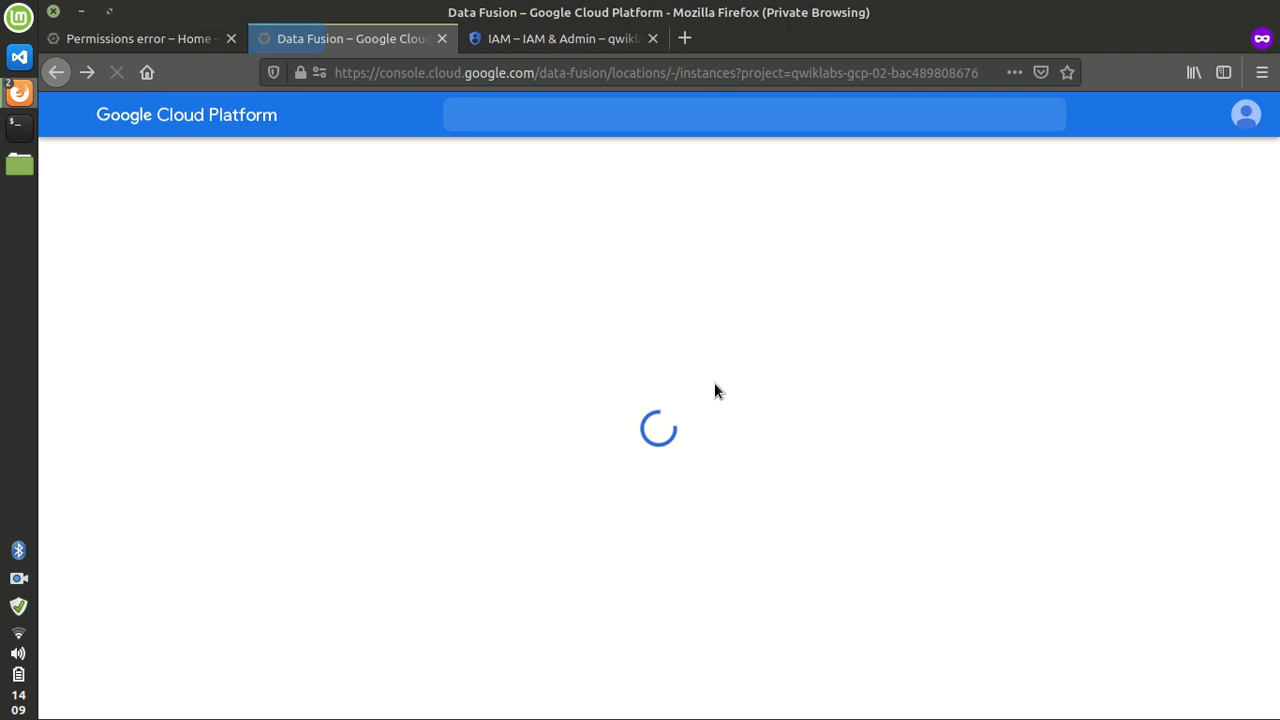 Data Fusion – Google Cloud Platform - Mozilla Firefox (Private Browsing)
Permissions error – Home -
Data Fusion – Google Cloud
IAM – IAM & Admin – qwikl
2
https://console.cloud.google.com/data-fusion/locations/-/instances?project=qwiklabs-gcp-02-bac489808676
Google Cloud Platform
14
09